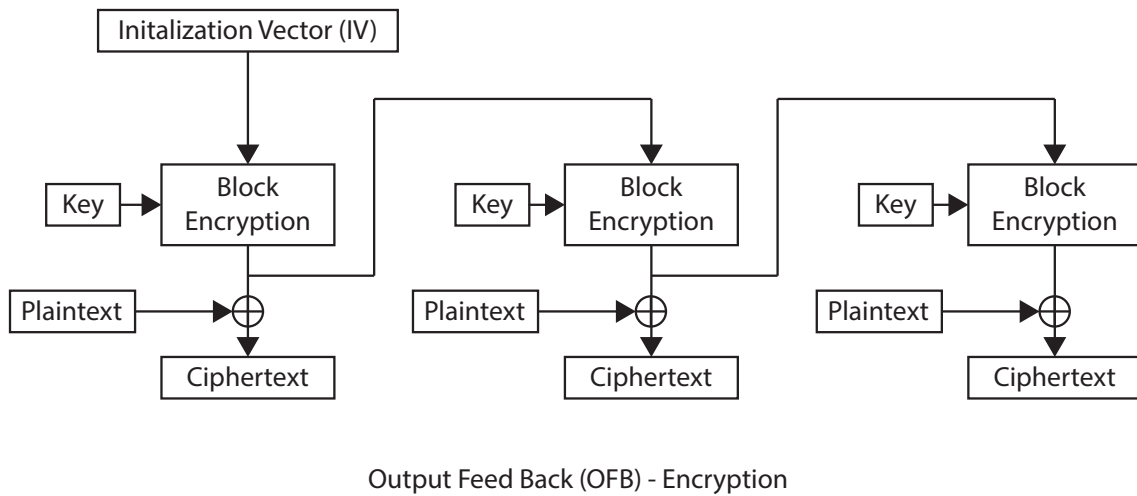 Initalization Vector (IV)
Key
Block
Encryption
Key
Block
Encryption
Key
Block
Encryption
Plaintext
Plaintext
Plaintext
Ciphertext
Ciphertext
Ciphertext
Output Feed Back (OFB) - Encryption